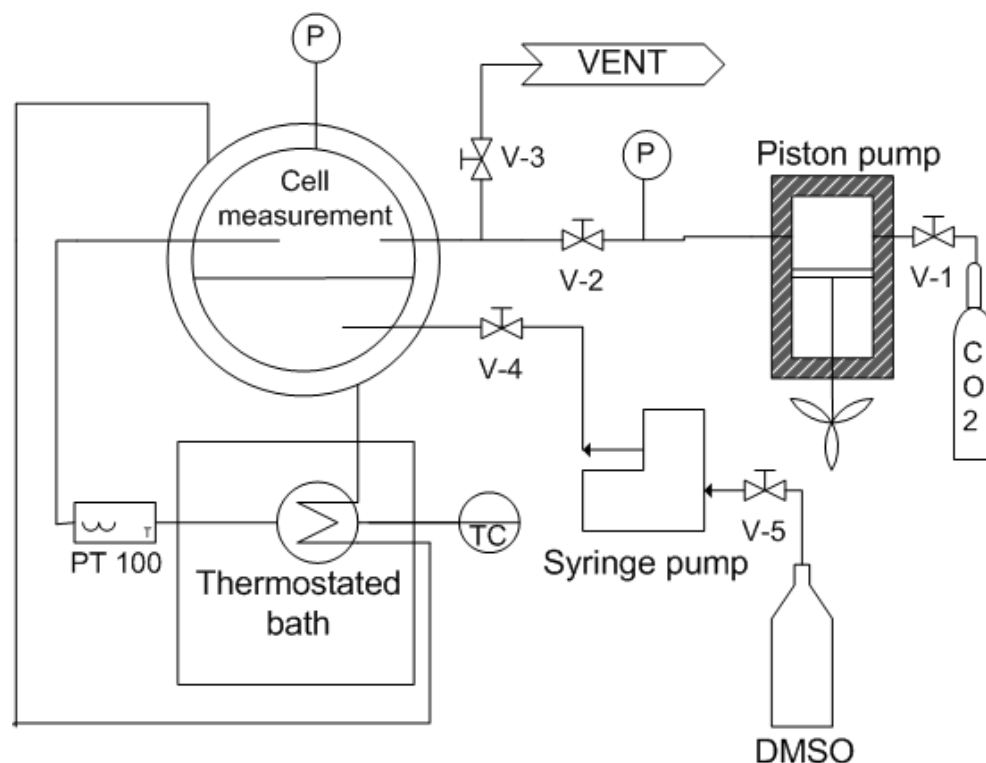 P
VENT
V-3
P
Piston pump
Cell
measurement
V-2
V-1
V-4
C
O
2
TC
T
PT 100
V-5
Syringe pump
Thermostated
bath
DMSO